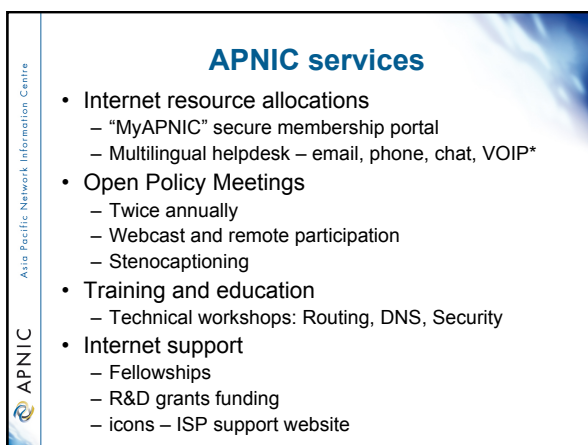 APNIC services
• Internet resource allocations
– “MyAPNIC” secure membership portal
– Multilingual helpdesk – email, phone, chat, VOIP*
• Open Policy Meetings
– Twice annually
– Webcast and remote participation
– Stenocaptioning
• Training and education
– Technical workshops: Routing, DNS, Security
• Internet support
– Fellowships
– R&D grants funding
– icons – ISP support website
Asia Pacific Network Information Centre
APNIC